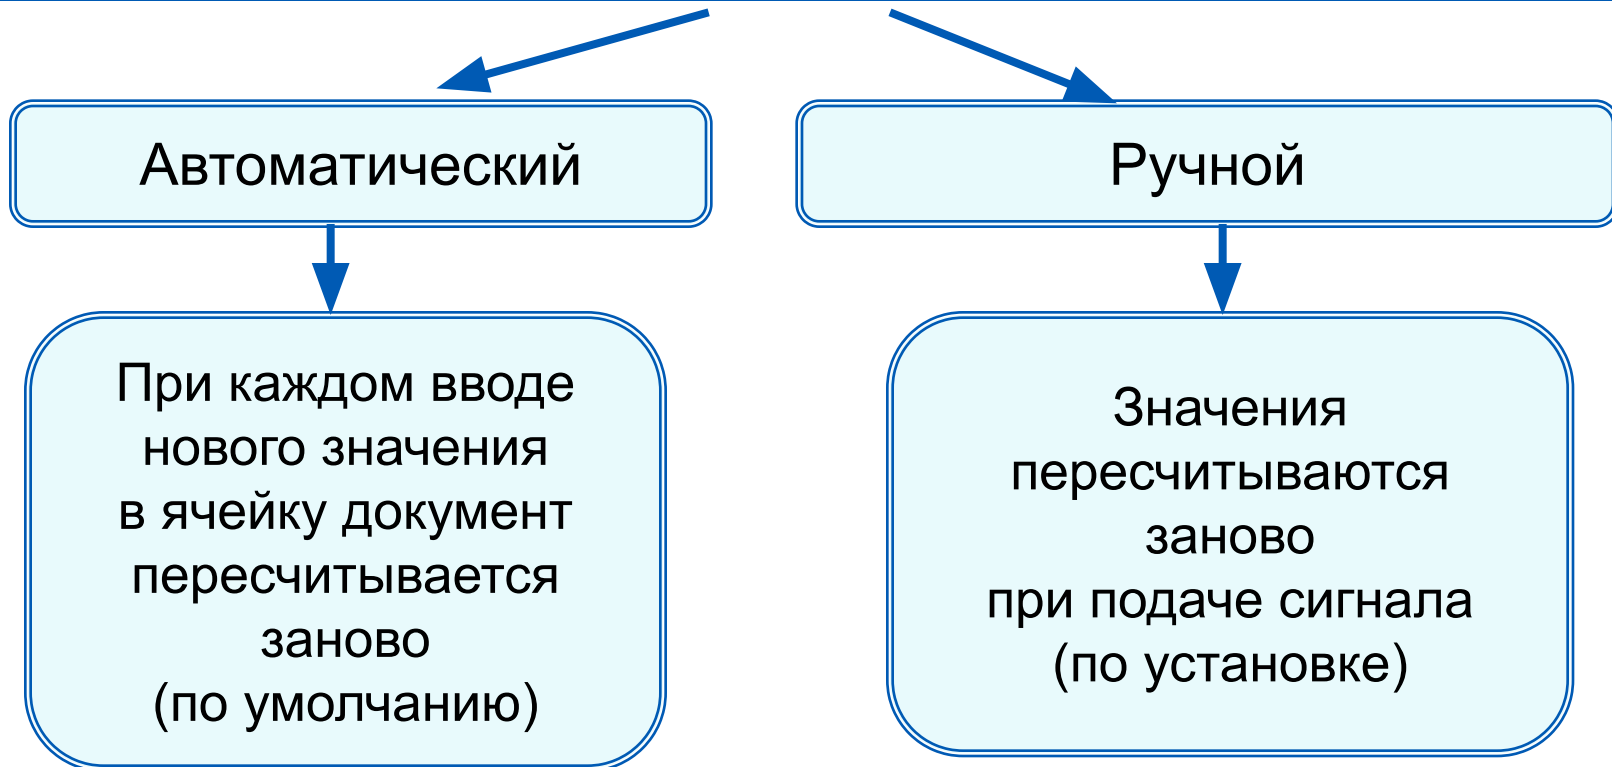 Автоматический
Ручной
При каждом вводе
нового значения
в ячейку документ
пересчитывается
заново
(по умолчанию)
Значения
пересчитываются
заново
при подаче сигнала
(по установке)